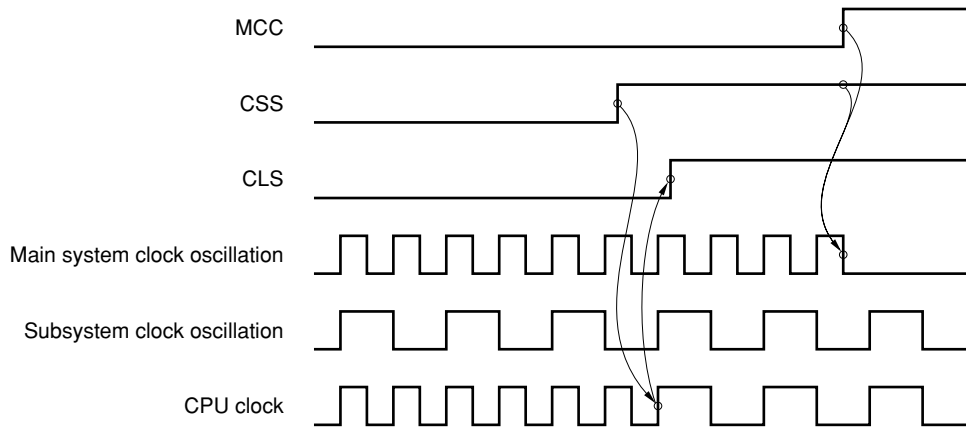 MCC
CSS
CLS
Main system clock oscillation
Subsystem clock oscillation
CPU clock